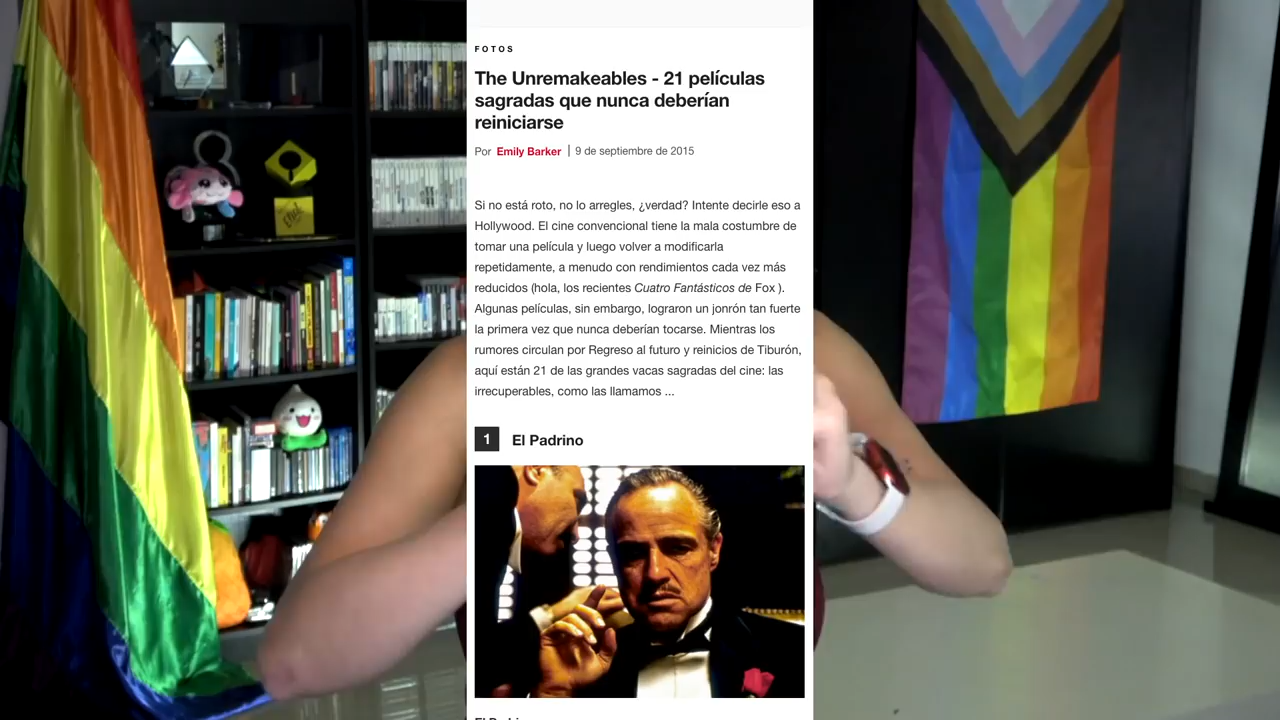 FOTOS
The Unremakeables - 21 películas
sagradas que nunca deberían
reiniciarse
Por Emily Barker | 9 de septiembre de 2015
Si no está roto, no lo arregles, ¿verdad? Intente decirle eso a
Hollywood. El cine convencional tiene la mala costumbre de
tomar una película y luego volver a modificarla
repetidamente, a menudo con rendimientos cada vez más
reducidos (hola, los recientes Cuatro Fantásticos de Fox ).
Algunas películas, sin embargo, lograron un jonrón tan fuerte
la primera vez que nunca deberían tocarse. Mientras los
rumores circulan por Regreso al futuro y reinicios de Tiburón,
aquí están 21 de las grandes vacas sagradas del cine: las
irrecuperables, como las llamamos ...
1 El Padrino